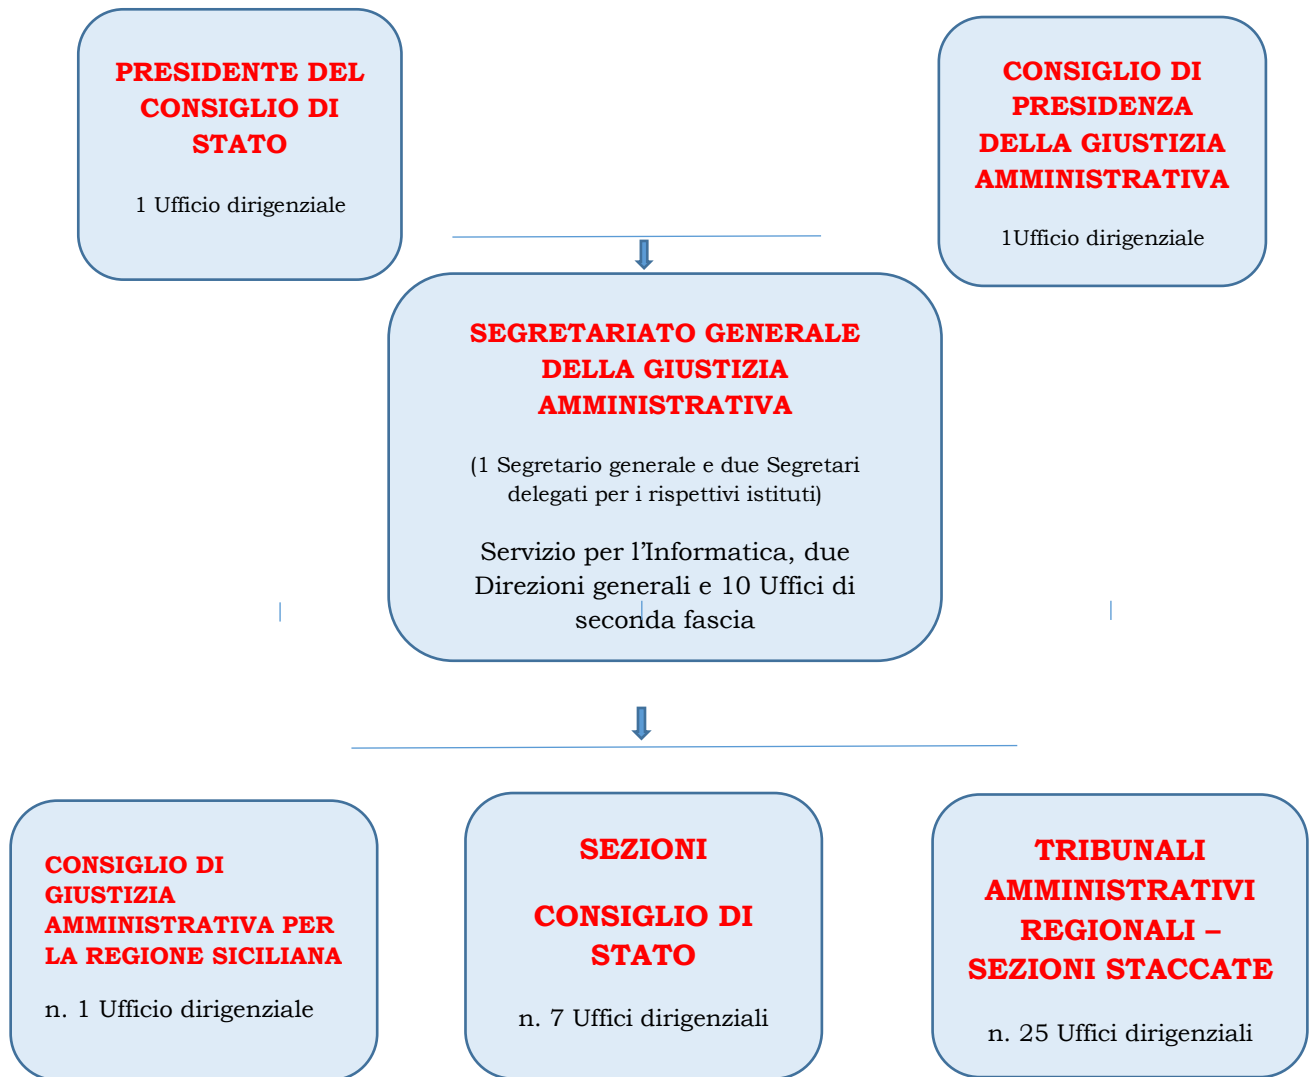 PRESIDENTE DEL
CONSIGLIO DI
STATO
1 Ufficio dirigenziale
CONSIGLIO DI
PRESIDENZA
DELLA GIUSTIZIA
AMMINISTRATIVA
1Ufficio dirigenziale
SEGRETARIATO GENERALE
DELLA GIUSTIZIA
AMMINISTRATIVA
(1 Segretario generale e due Segretari
delegati per i rispettivi istituti)
Servizio per l’Informatica, due
Direzioni generali e 10 Uffici di
seconda fascia
CONSIGLIO DI
GIUSTIZIA
AMMINISTRATIVA PER
LA REGIONE SICILIANA
n. 1 Ufficio dirigenziale
SEZIONI
CONSIGLIO DI
STATO
n. 7 Uffici dirigenziali
TRIBUNALI
AMMINISTRATIVI
REGIONALI –
SEZIONI STACCATE
n. 25 Uffici dirigenziali